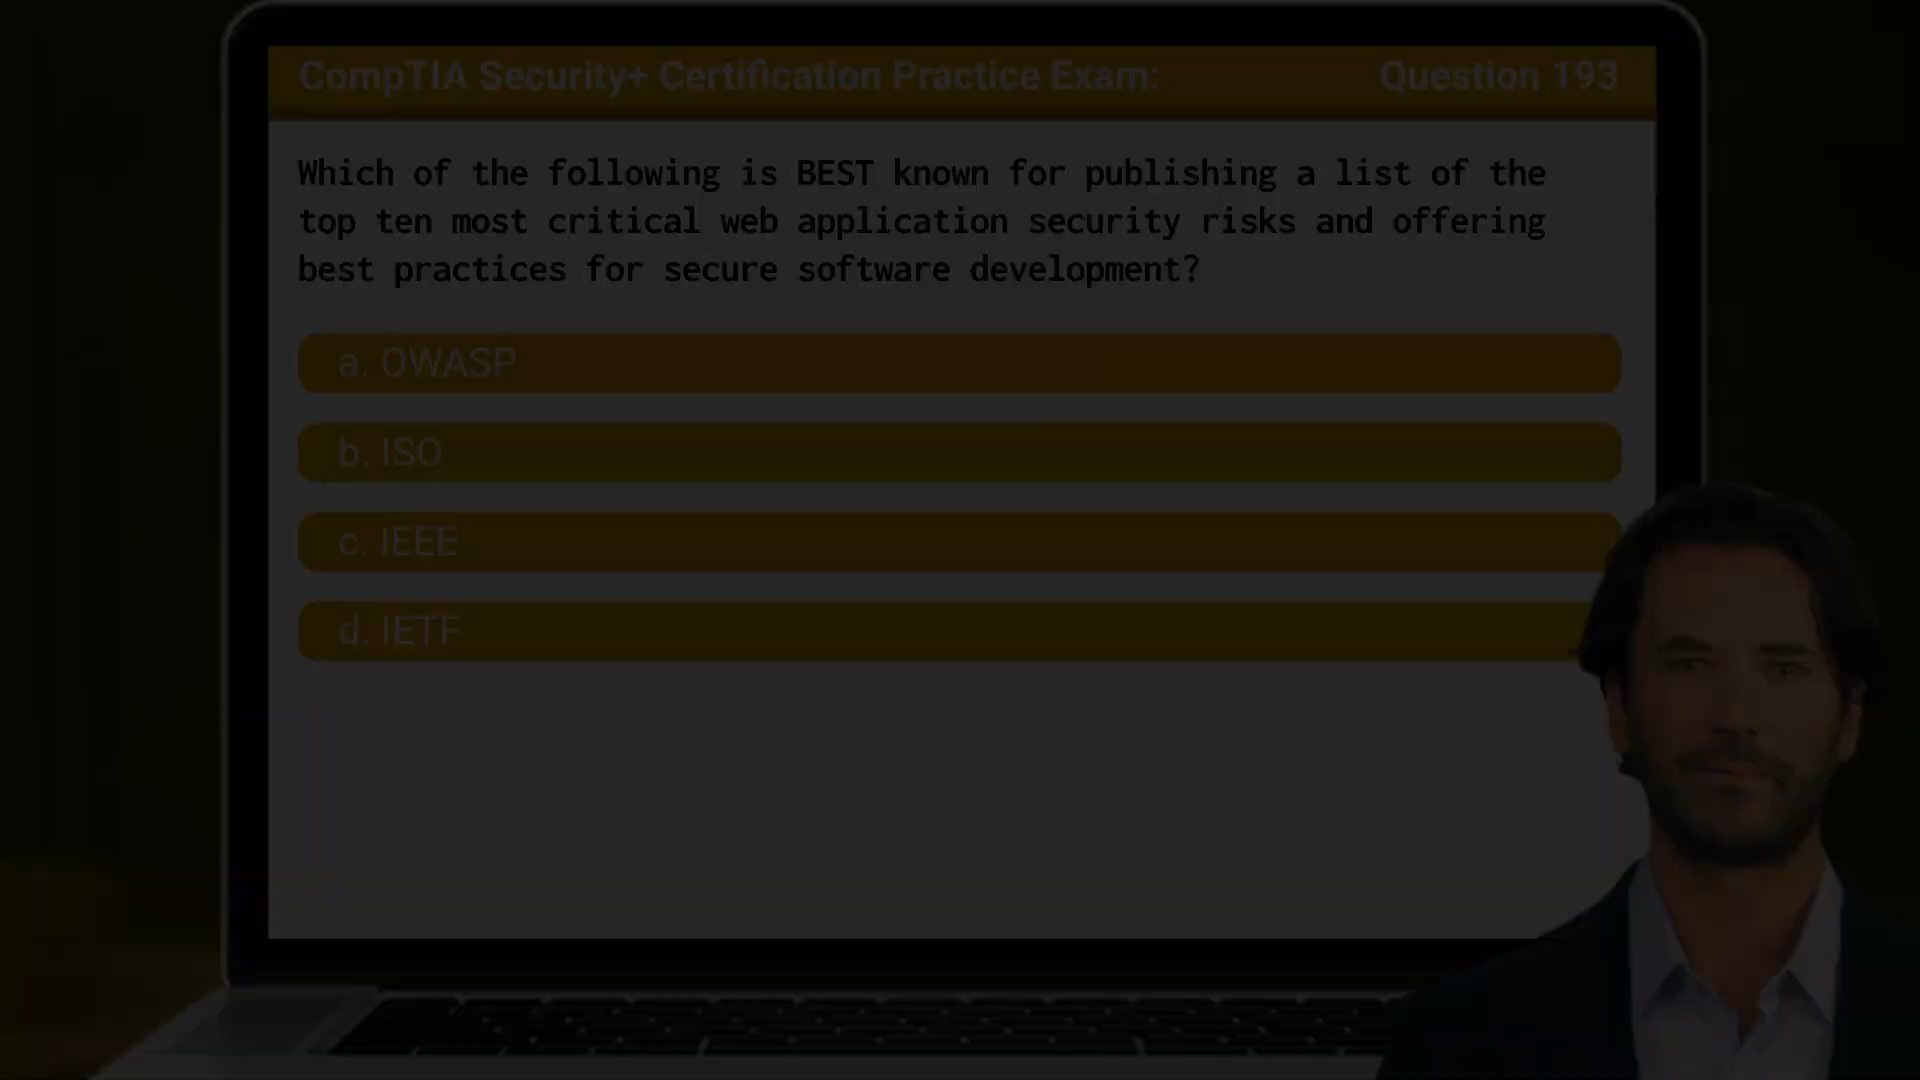 CompTIA Security+ Certification Practice Exam:
Question 193
Which of the following is BEST known for publishing a list of the
top ten most critical web application security risks and offering
best practices for secure software development?
a. OWASP
b. ISO
c. IEEE
d. IETF